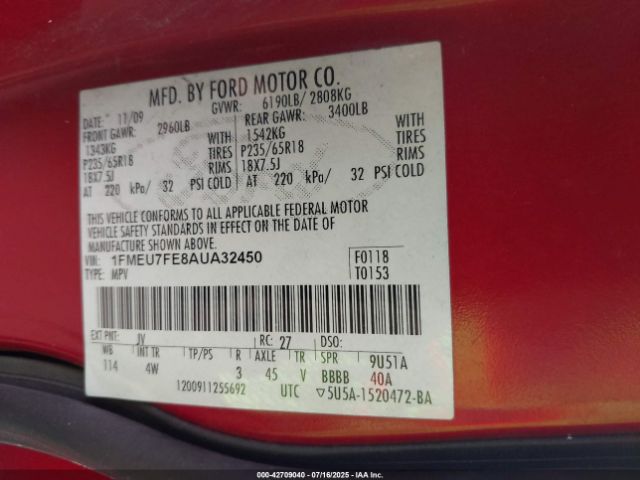 MFD. BY FORD MOTOR CO.
DATE: 11/09 GVWR: 6190LB/ 2808KG
FRONT GAWR: 2960LB REAR GAWR: 3400LB
1343KG WITH 1542KG WITH
P235/65R18 TIRES P235/65R18 TIRES
18X7.5J RIMS 18X7.5J RIMS
AT 220 kPa/ 32 PSI COLD AT 220 kPa/ 32 PSI COLD
THIS VEHICLE CONFORMS TO ALL APPLICABLE FEDERAL MOTOR
VEHICLE SAFETY STANDARDS IN EFFECT ON THE DATE OF
MANUFACTURE SHOWN ABOVE.
VIN: 1FMEU7FE8AUA32450 F0118
TYPE: MPV T0153
EXT PNT: JV RC: 27 DSO:
WB INT TR TP/PS R AXLE TR SPR 9U51A
114 4W 3 45 V BBBB 40A
1200911255692 UTC ▽5U5A-1520472-BA
000-42709040 - 07/16/2025 - IAA Inc.